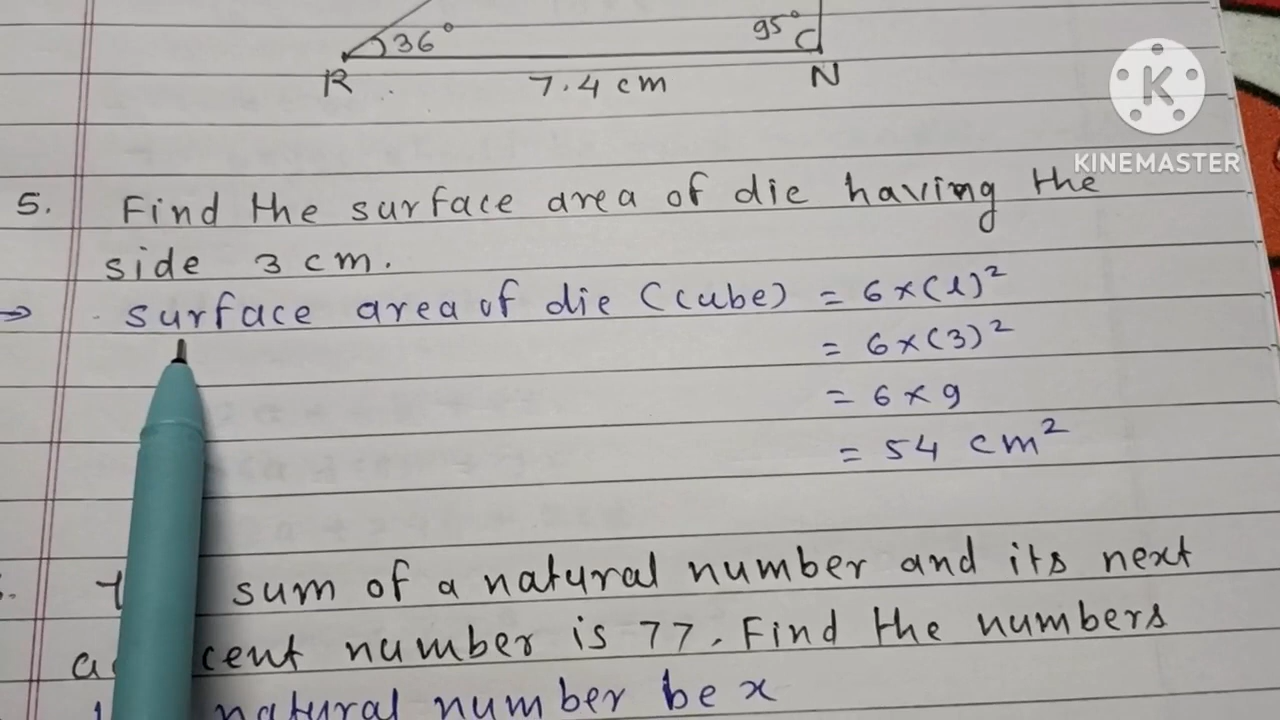 36°
95°
R
7.4 cm
N
K
KINEMASTER
5. Find the surface area of die having the
side 3 cm.
⇒ surface area of die (cube) = 6×(l)²
= 6×(3)²
= 6×9
= 54 cm²
sum of a natural number and its next
number is 77. Find the numbers
natural number be x